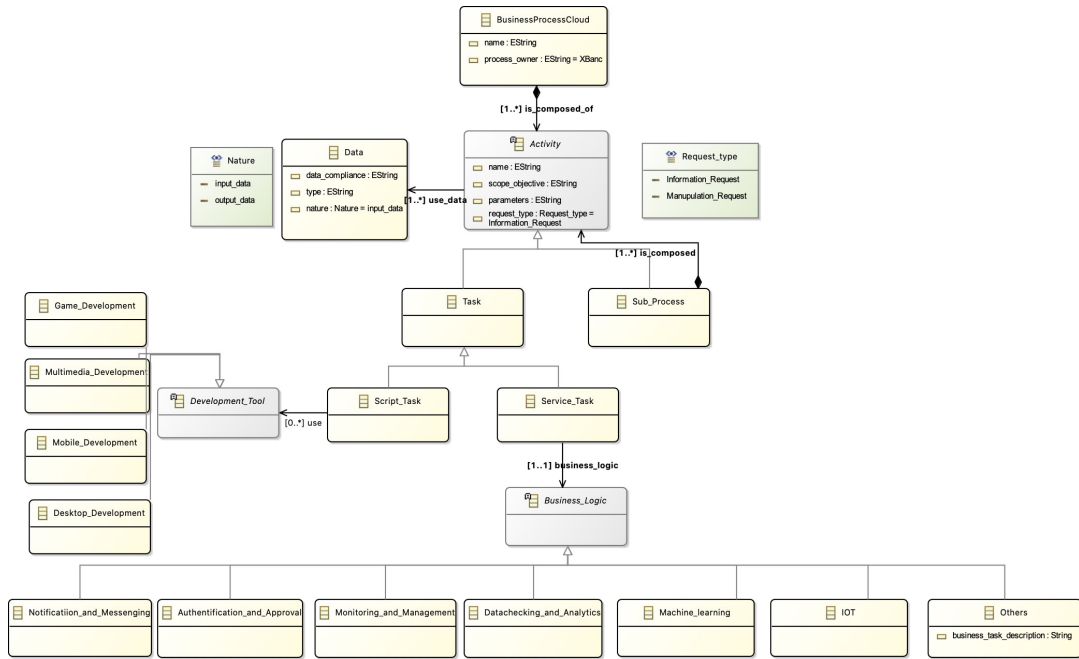 BusinessProcessCloud
name : EString
process_owner : EString = XBanc
[1..*] is_composed_of
Activity
name : EString
scope_objective : EString
parameters : EString
request_type : Request_type =
Information_Request
Nature
input_data
output_data
Data
data_compliance : EString
type : EString
nature : Nature = input_data
[1..*] use_data
Request_type
Information_Request
Manupulation_Request
[1..*] is_composed
Task
Sub_Process
Game_Development
Multimedia_Development
Mobile_Development
Desktop_Development
Development_Tool
[0..*] use
Script_Task
Service_Task
[1..1] business_logic
Business_Logic
Notificatiion_and_Messenging
Authentification_and_Approval
Monitoring_and_Management
Datachecking_and_Analytics
Machine_learning
IOT
Others
business_task_description : String